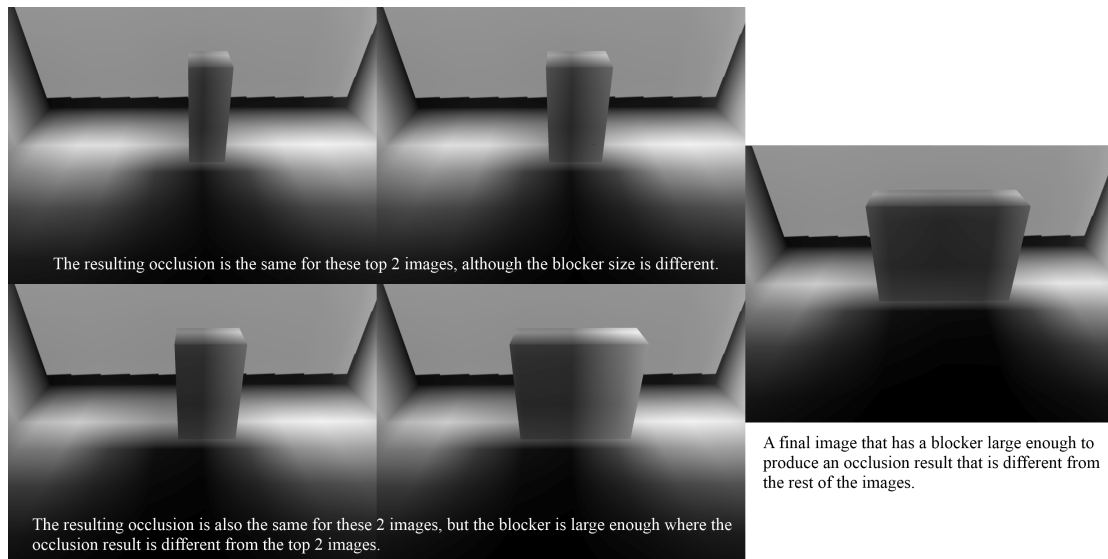 The resulting occlusion is the same for these top 2 images, although the blocker size is different.
The resulting occlusion is also the same for these 2 images, but the blocker is large enough where the
occlusion result is different from the top 2 images.
A final image that has a blocker large enough to
produce an occlusion result that is different from
the rest of the images.